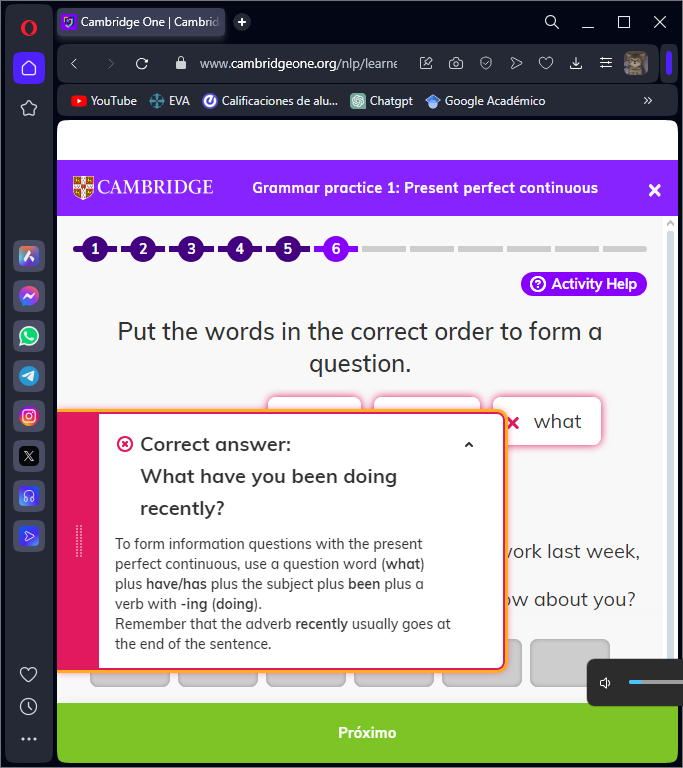 Cambridge One | Cambrid
www.cambridgeone.org/nlp/learne
YouTube
EVA
Calificaciones de alu...
Chatgpt
Google Académico
CAMBRIDGE
Grammar practice 1: Present perfect continuous
1 2 3 4 5 6
Activity Help
Put the words in the correct order to form a
question.
what
Correct answer:
What have you been doing
recently?
To form information questions with the present
perfect continuous, use a question word (what)
plus have/has plus the subject plus been plus a
verb with -ing (doing).
Remember that the adverb recently usually goes at
the end of the sentence.
work last week,
about you?
Próximo